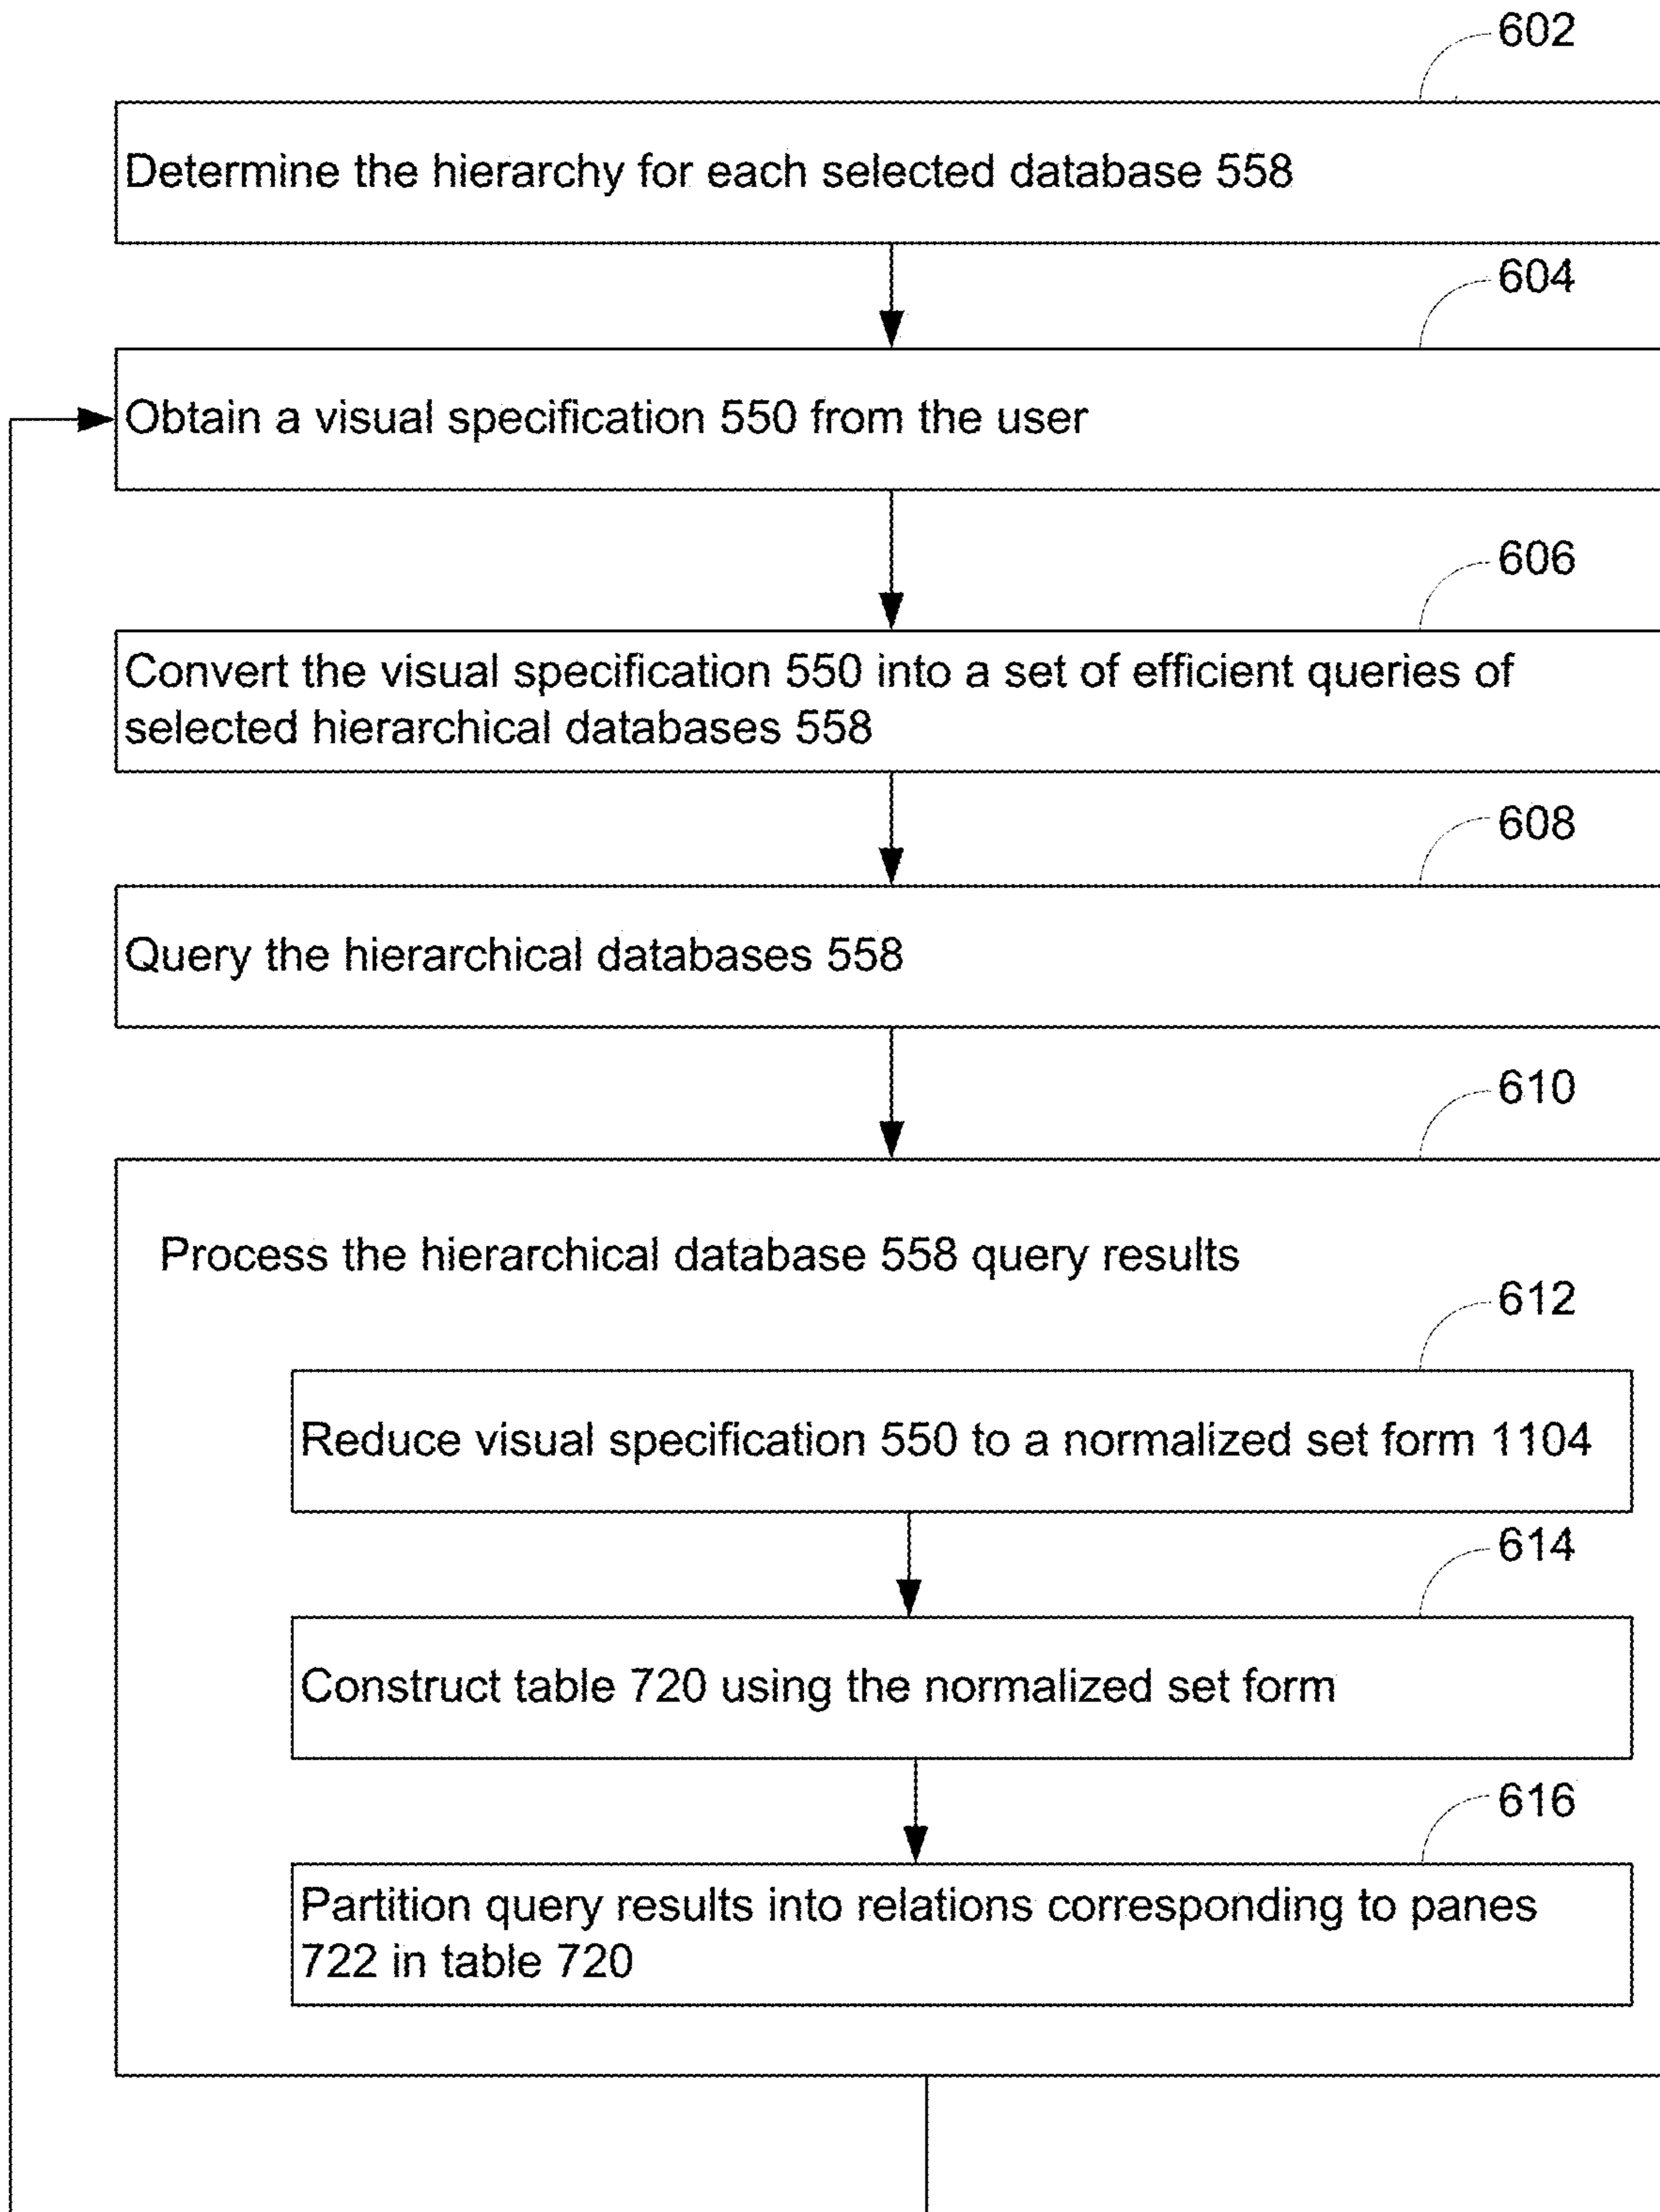 602
Determine the hierarchy for each selected database 558
604
Obtain a visual specification 550 from the user
606
Convert the visual specification 550 into a set of efficient queries of
selected hierarchical databases 558
608
Query the hierarchical databases 558
610
Process the hierarchical database 558 query results
612
Reduce visual specification 550 to a normalized set form 1104
614
Construct table 720 using the normalized set form
616
Partition query results into relations corresponding to panes
722 in table 720